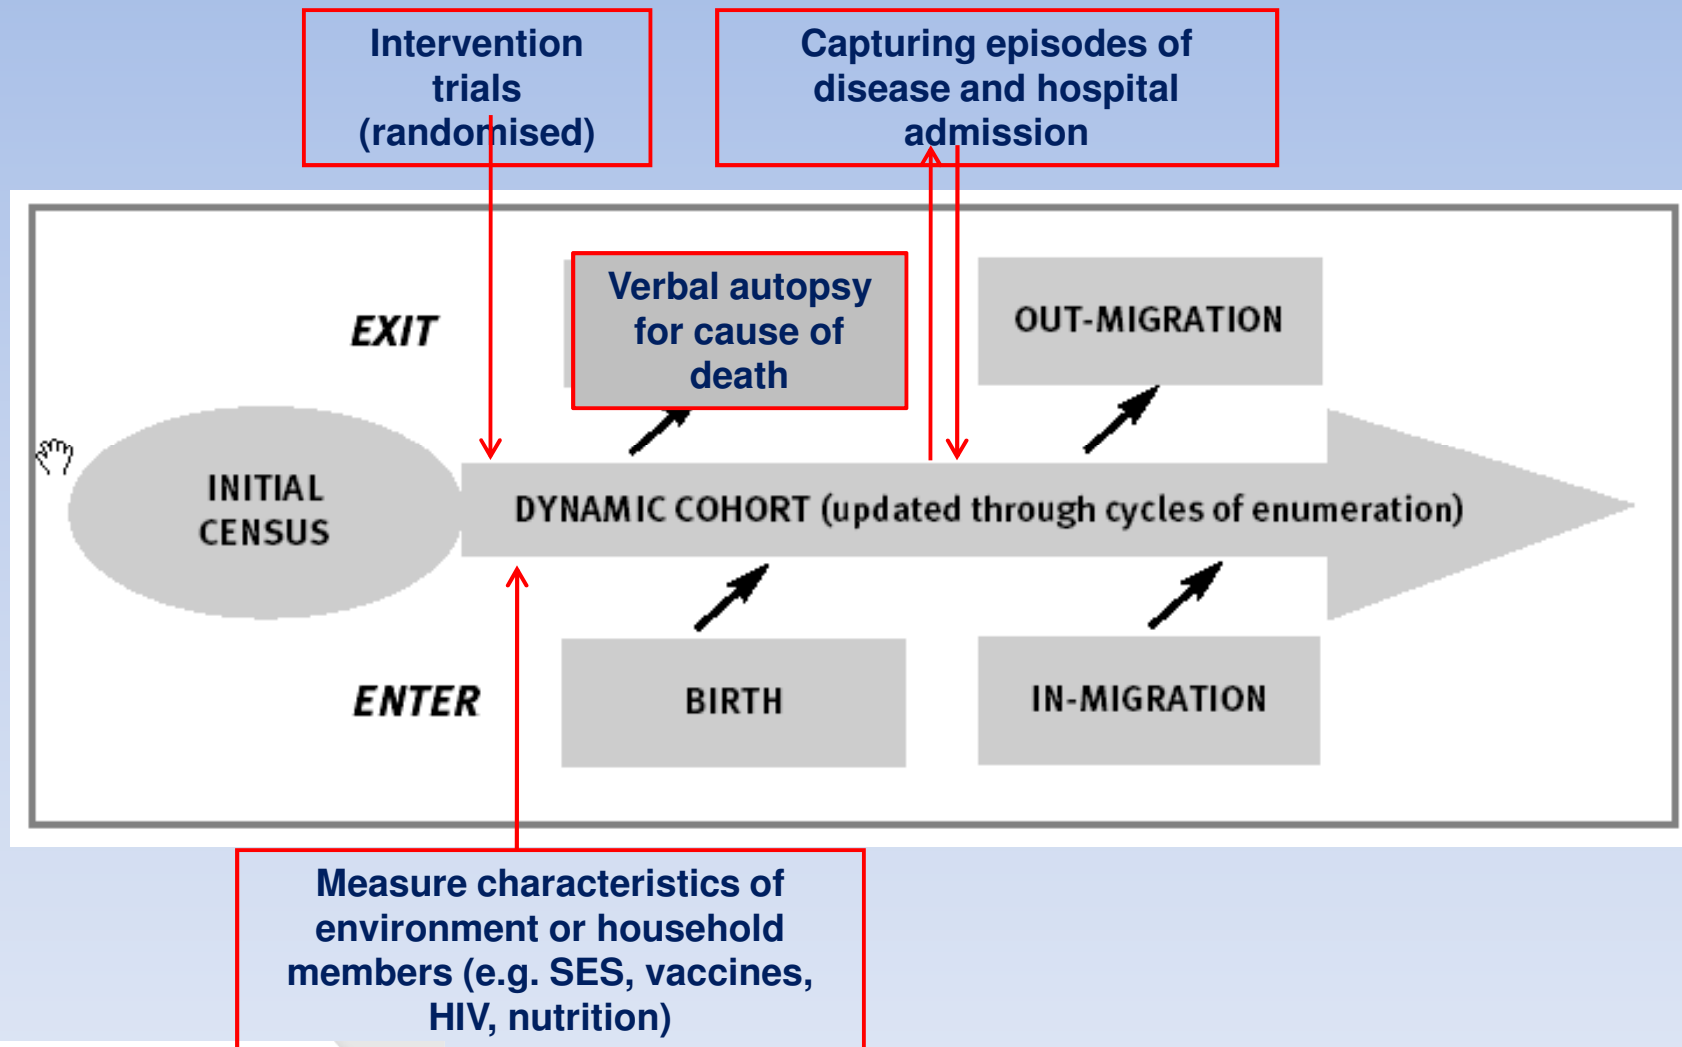 Intervention
trials
(randomised)
Capturing episodes of
disease and hospital
admission
EXIT
Verbal autopsy
for cause of
death
OUT-MIGRATION
INITIAL
CENSUS
DYNAMIC COHORT (updated through cycles of enumeration)
ENTER
BIRTH
IN-MIGRATION
Measure characteristics of
environment or household
members (e.g. SES, vaccines,
HIV, nutrition)